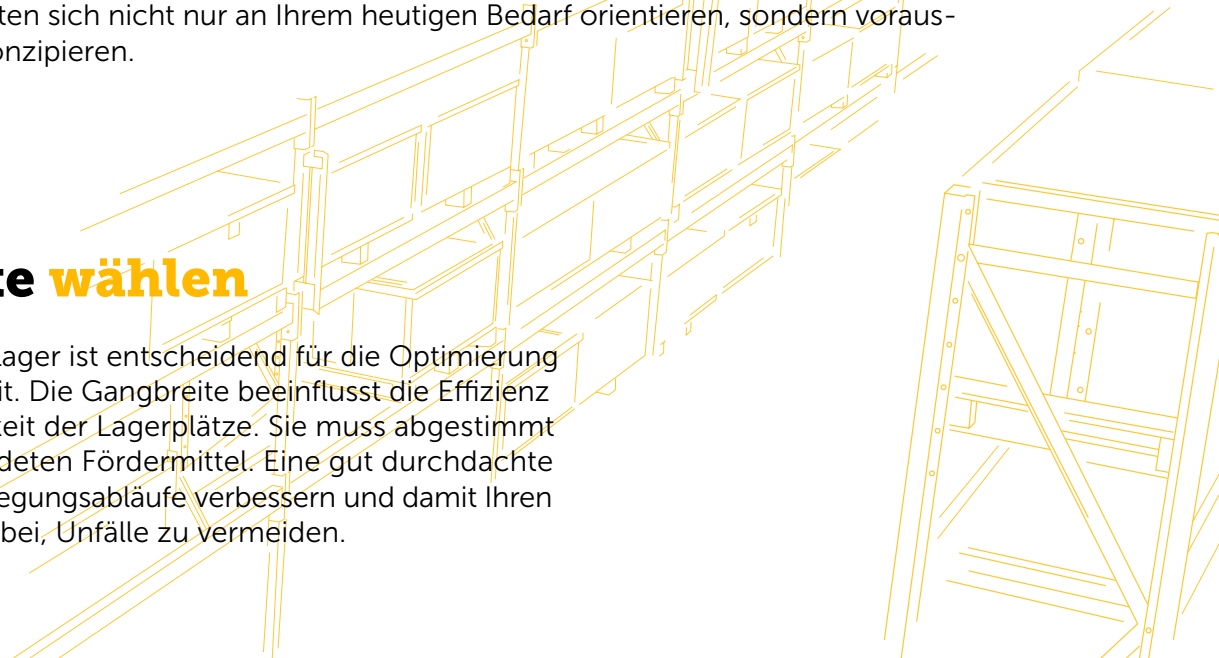 ten sich nicht nur an Ihrem heutigen Bedarf orientieren, sondern voraus-
onzipieren.
te wählen
Lager ist entscheidend für die Optimierung
it. Die Gangbreite beeinflusst die Effizienz
keit der Lagerplätze. Sie muss abgestimmt
deten Fördermittel. Eine gut durchdachte
egungsabläufe verbessern und damit Ihren
bei, Unfälle zu vermeiden.